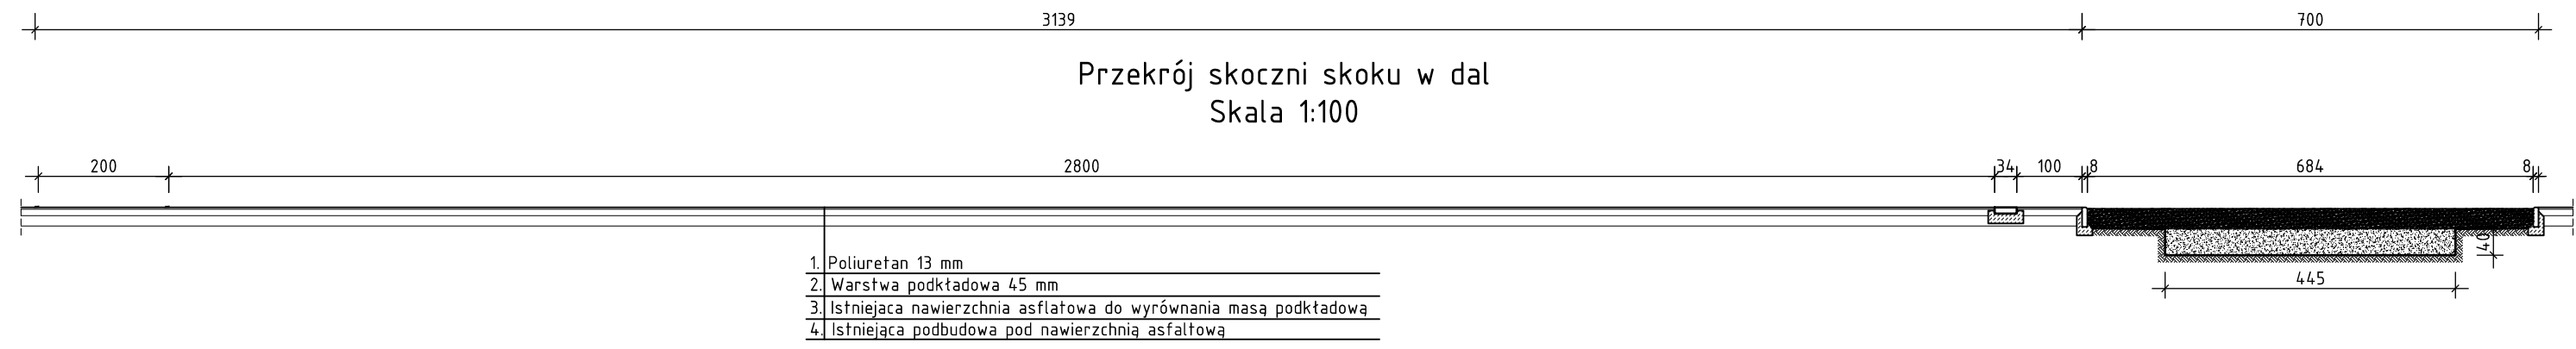 3139 700
Przekrój skoczni skoku w dal
Skala 1:100
200 2800 34 100 8 684 8
40
445
1. Poliuretan 13 mm
2. Warstwa podkładowa 45 mm
3. Istniejaca nawierzchnia asflatowa do wyrównania masą podkładową
4. Istniejąca podbudowa pod nawierzchnią asfaltową